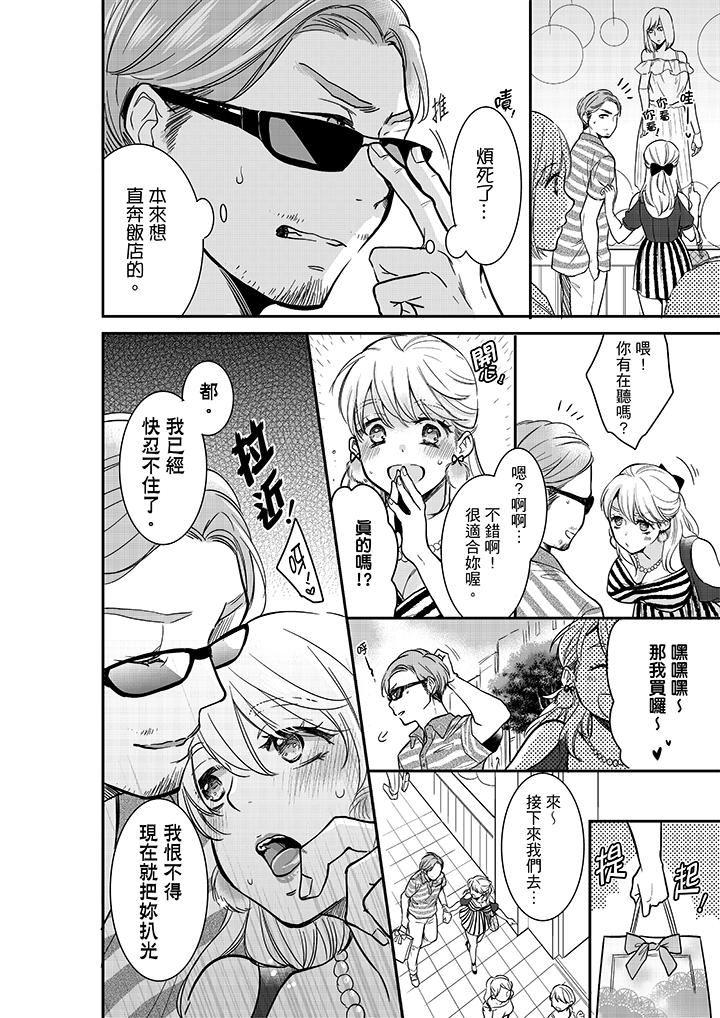 哇
你看
你看
嘖
推
煩死了…
本來想
直奔飯店的。
喂！
你有在聽嗎？
嗯？啊啊…
不錯啊！
很適合妳喔。
開心
真的嗎!?
嘿嘿嘿～
那我買囉～
呼
提起！
來～
接下來我們去…
都．
我已經
快忍不住了。
拉近！
呀！
我恨不得
現在就把妳扒光